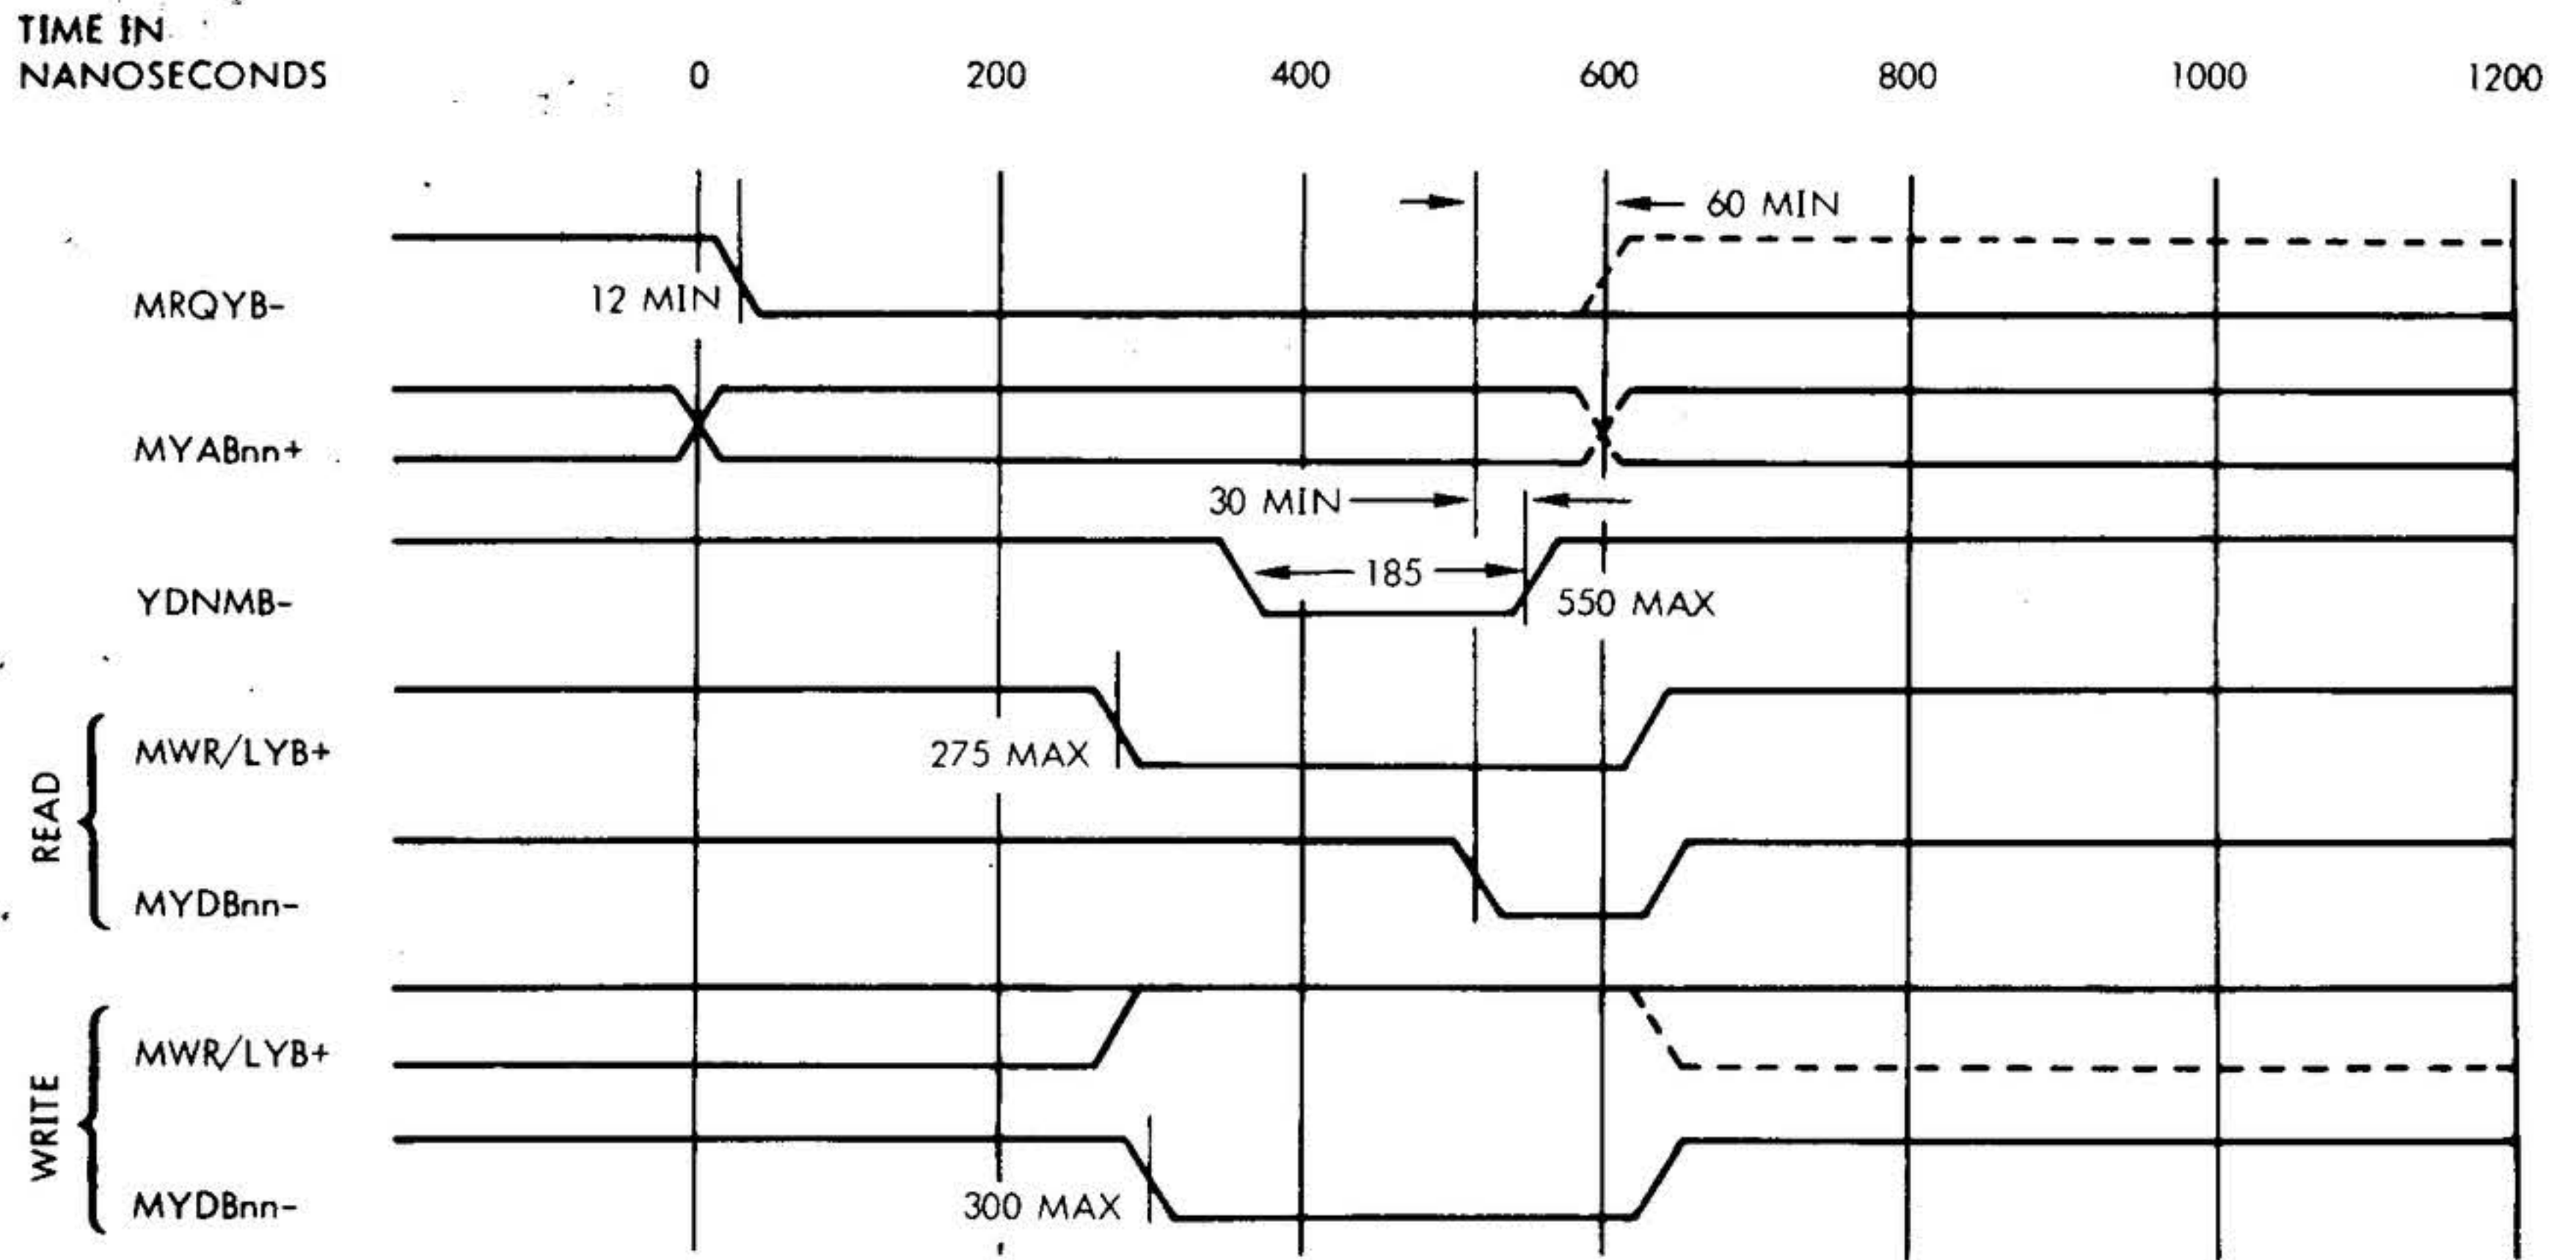 TIME IN
NANOSECONDS
0 200 400 600 800 1000 1200
60 MIN
MRQYB-
12 MIN
MYABnn+
30 MIN
185
YDNMB-
550 MAX
READ
MWR/LYB+
275 MAX
MYDBnn-
WRITE
MWR/LYB+
MYDBnn-
300 MAX